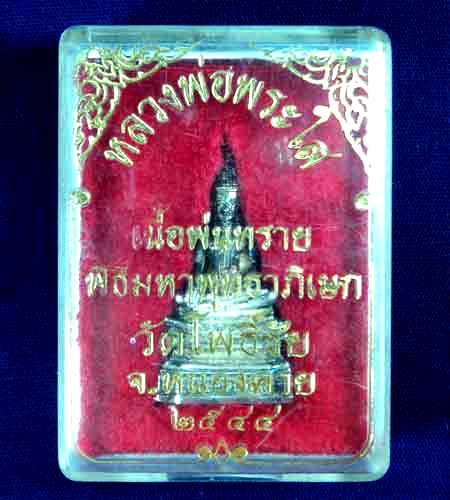 หลวงพ่อพระใส
เนื้อพ่นทราย
พิธีมหาพุทธาภิเษก
วัดโพธิ์ชัย
จ.หนองคาย
๒๕๔๔